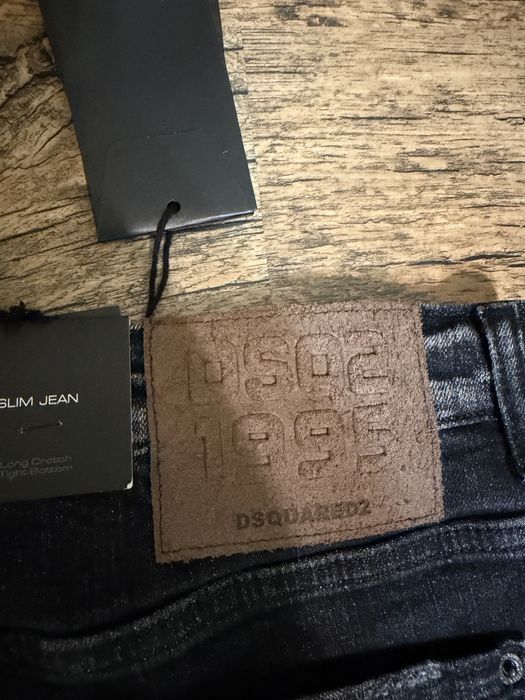 SLIM JEAN
Long Crotch
Tight Bottom
DSQ2
1995
DSQUARED2